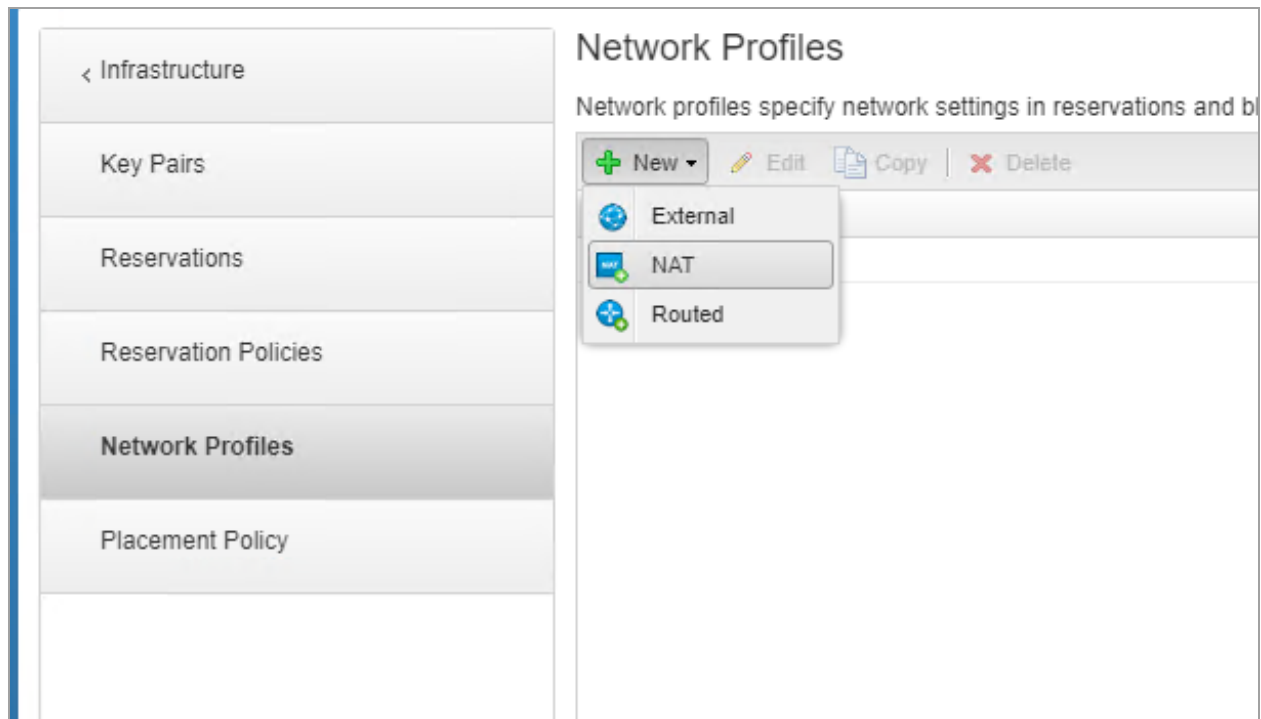 Infrastructure
Key Pairs
Reservations
Reservation Policies
Network Profiles
Placement Policy
Network Profiles
Network profiles specify network settings in reservations and bl
New Edit Copy Delete
External
NAT
Routed